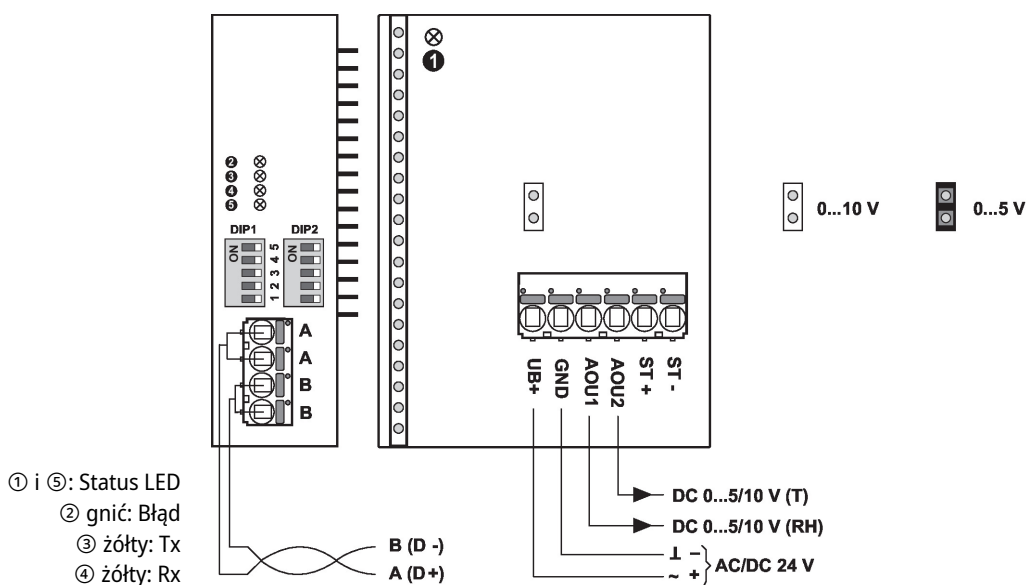 ❶
❷
❸
❹
❺
DIP1
DIP2
ON
1 2 3 4 5
ON
A
A
B
B
0...10 V
0...5 V
UB+
GND
AOU1
AOU2
ST +
ST -
① i ⑤: Status LED
② gnić: Błąd
③ żółty: Tx
④ żółty: Rx
B (D -)
A (D+)
DC 0...5/10 V (T)
DC 0...5/10 V (RH)
⊥ −
~ +
AC/DC 24 V